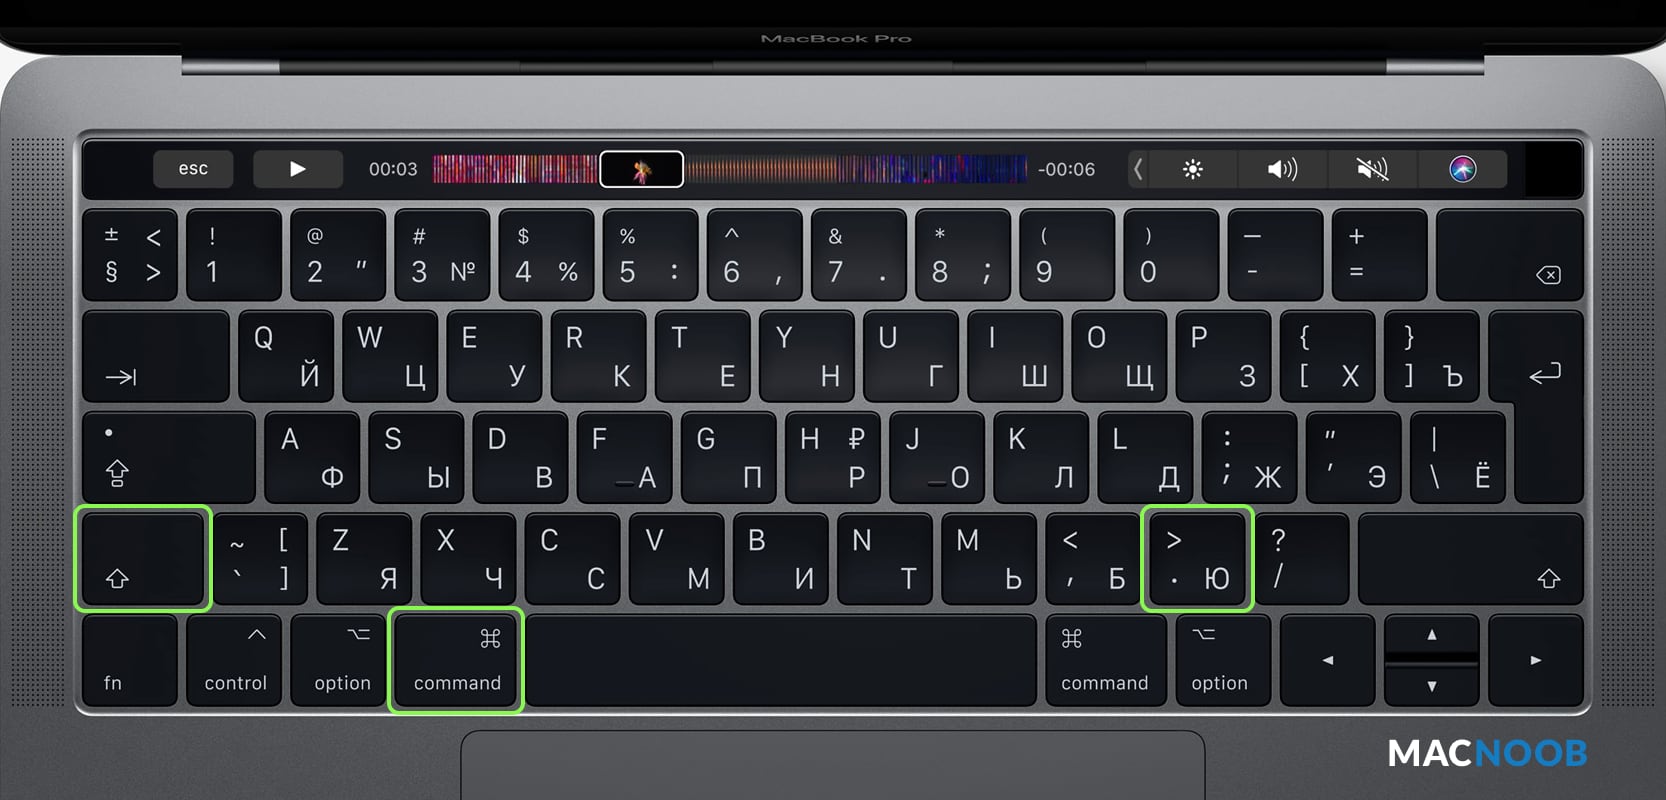 MacBook Pro
esc 00:03 -00:06
± < ! @ # $ % ^ & * ( ) — +
§ > 1 2 " 3 № 4 % 5 : 6 , 7 . 8 ; 9 0 - =
Q W E R T Y U I O P { }
Й Ц У К Е Н Г Ш Щ З [ Х ] Ъ
A S D F G H ₽ J K L : " |
Ф Ы В А П Р О Л Д ; Ж ' Э \ Ё
~ [ Z X C V B N M < > ?
` ] Я Ч С М И Т Ь , Б . Ю /
fn control option command command option
MACNOOB